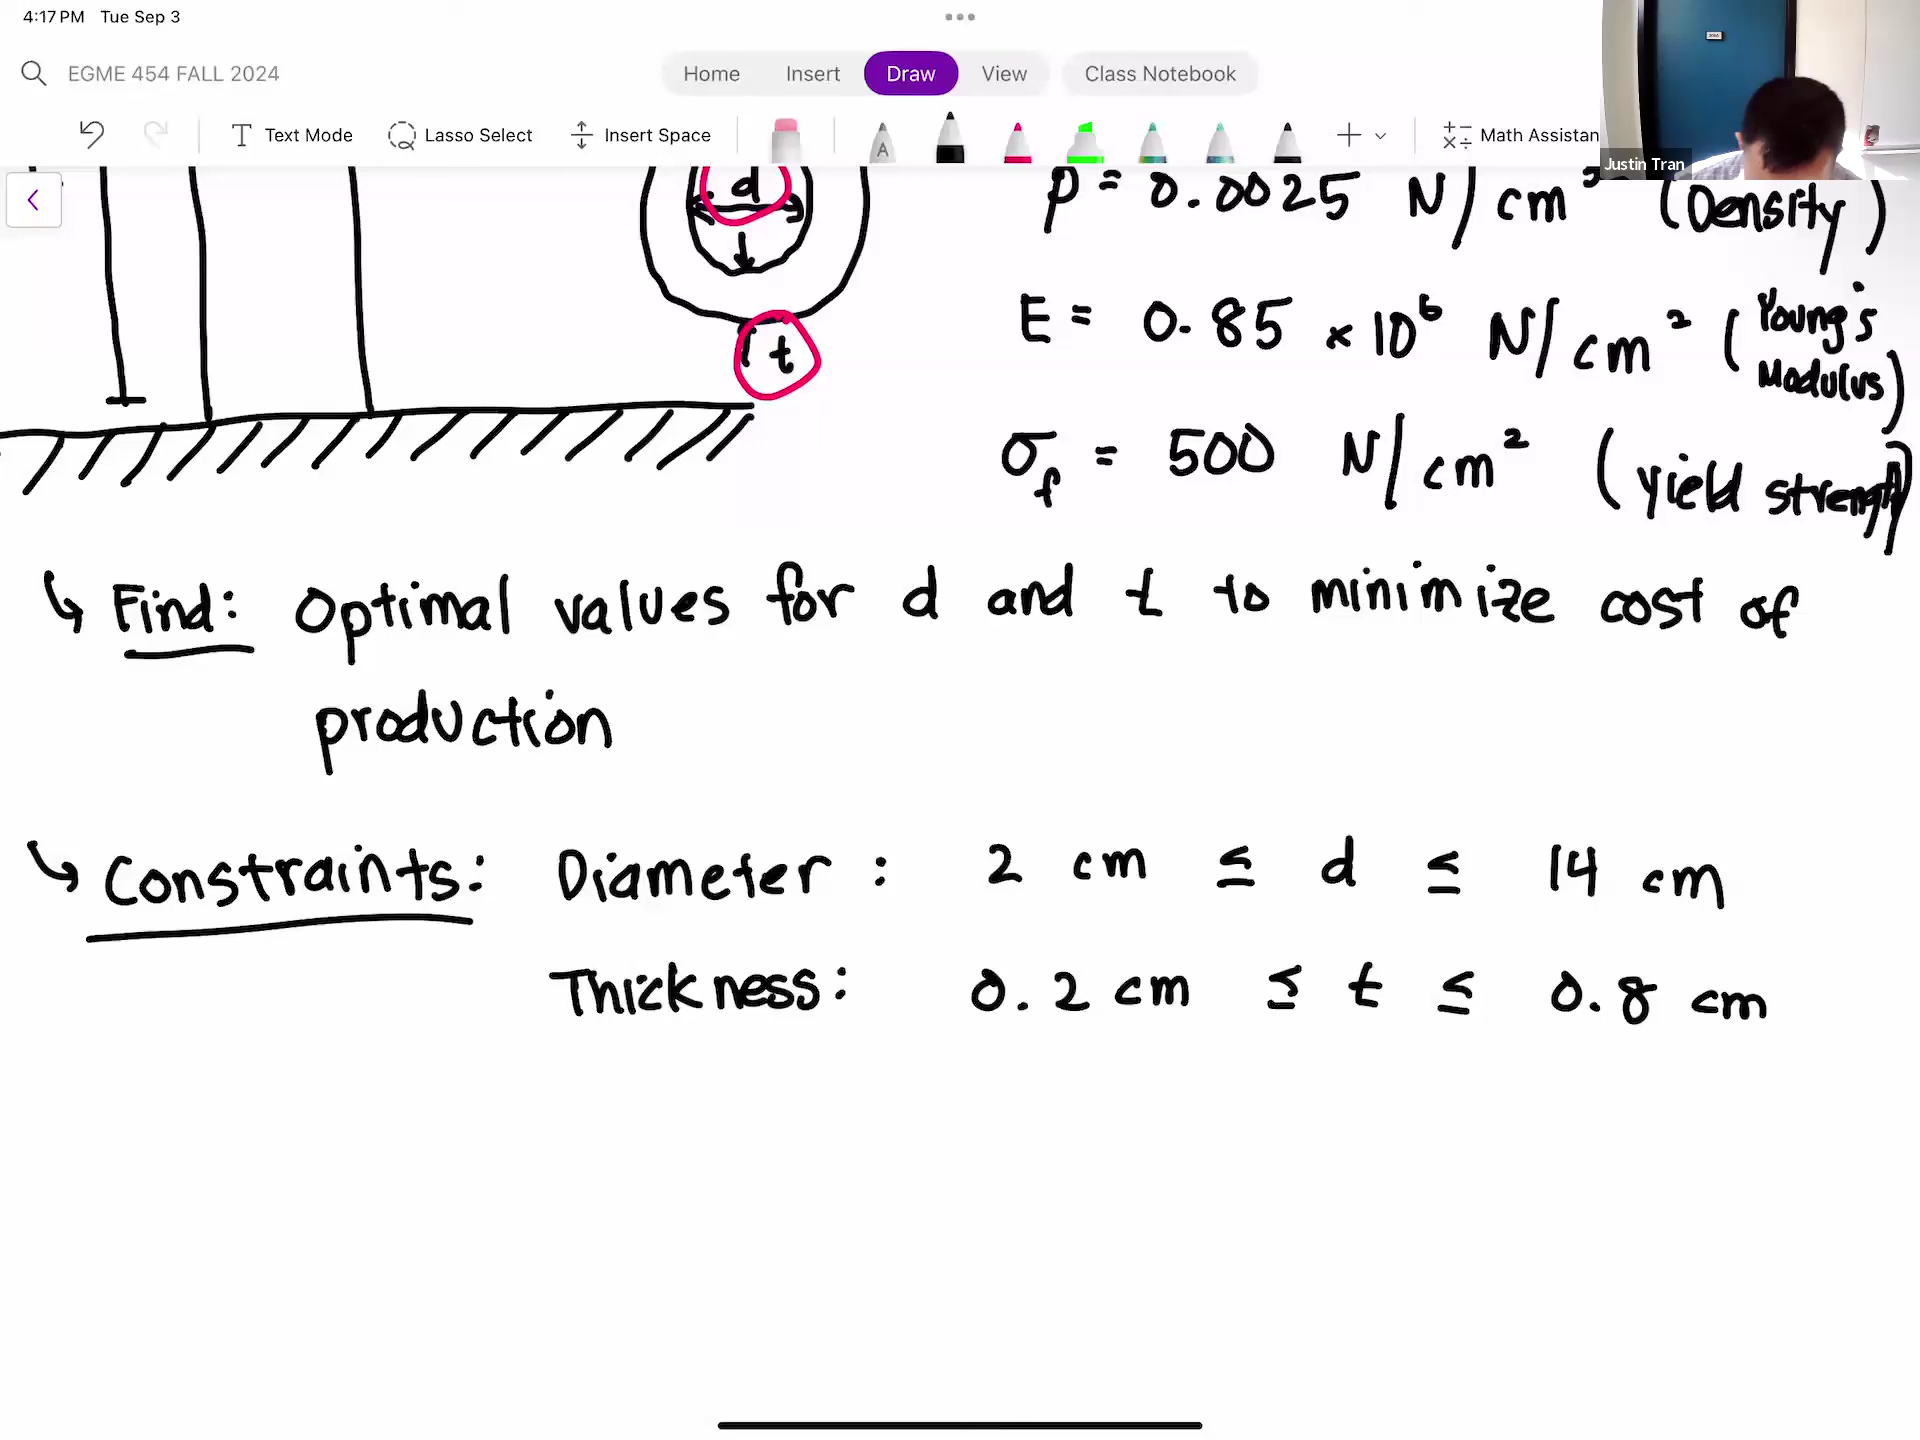 4:17 PM Tue Sep 3
EGME 454 FALL 2024
Home Insert Draw View Class Notebook
Text Mode Lasso Select Insert Space A Math Assistan
Justin Tran
d
ρ = 0.0025 N/cm³ (Density)
E = 0.85 × 10⁶ N/cm² (Young's Modulus)
t
σ_f = 500 N/cm² (yield strength)
↳ Find: Optimal values for d and t to minimize cost of
production
↳ Constraints: Diameter: 2 cm ≤ d ≤ 14 cm
Thickness: 0.2 cm ≤ t ≤ 0.8 cm